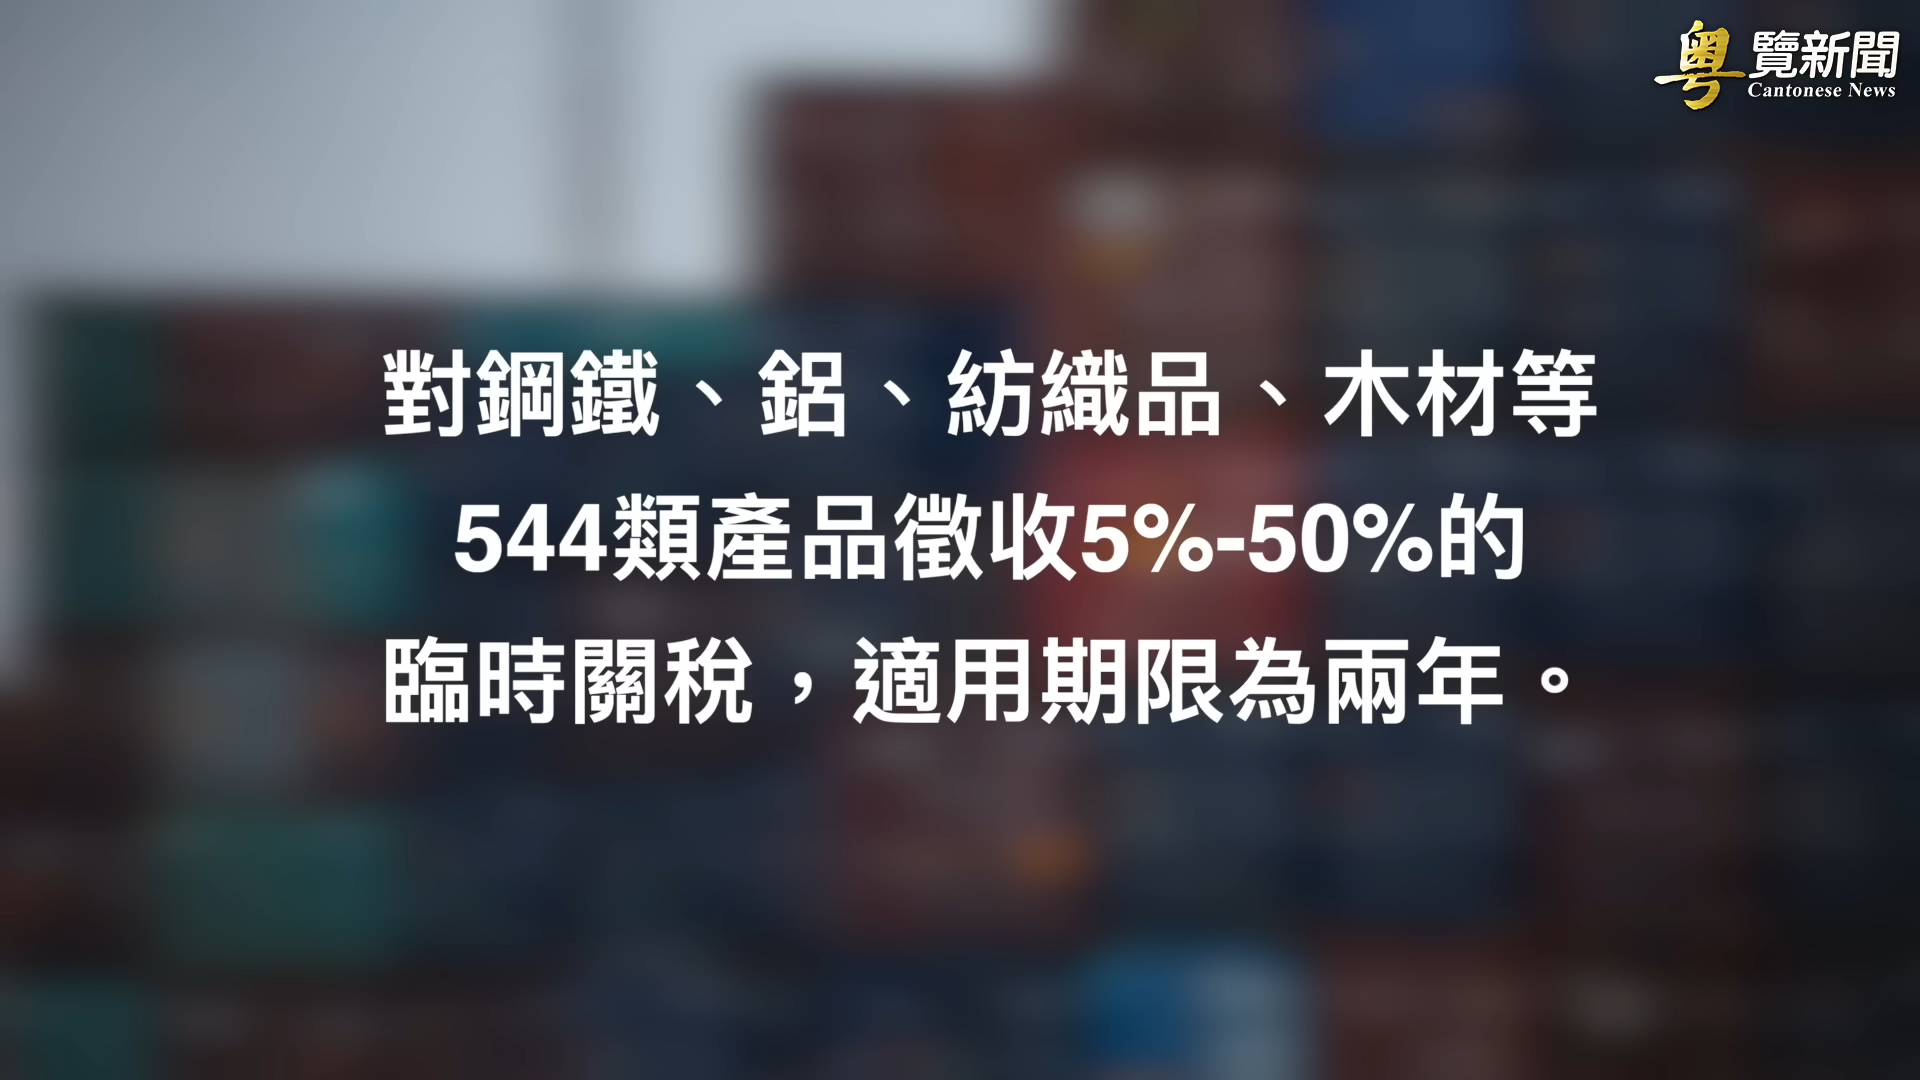 粵覽新聞
Cantonese News
對鋼鐵、鋁、紡織品、木材等
544類產品徵收5%-50%的
臨時關稅，適用期限為兩年。